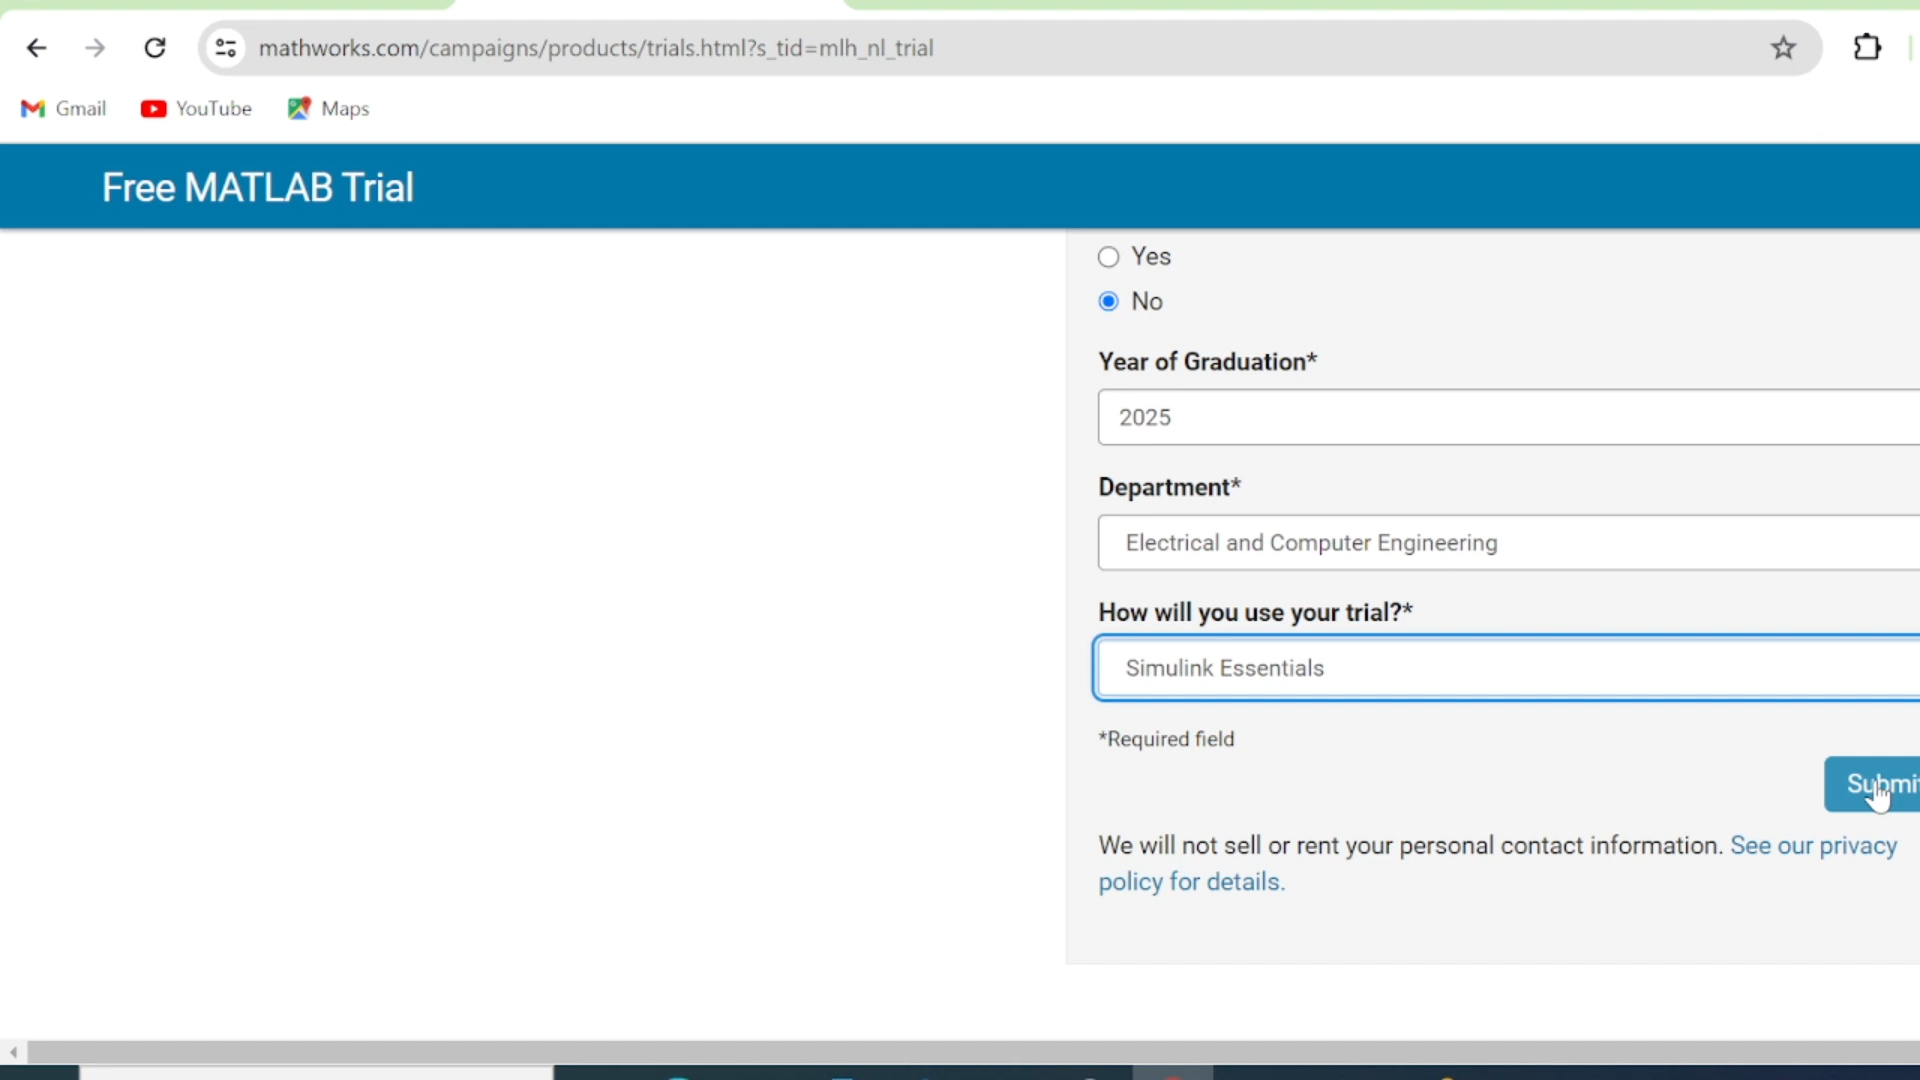 mathworks.com/campaigns/products/trials.html?s_tid=mlh_nl_trial
Gmail YouTube Maps
Free MATLAB Trial
Yes
No
Year of Graduation*
2025
Department*
Electrical and Computer Engineering
How will you use your trial?*
Simulink Essentials
*Required field
Submit
We will not sell or rent your personal contact information. See our privacy
policy for details.